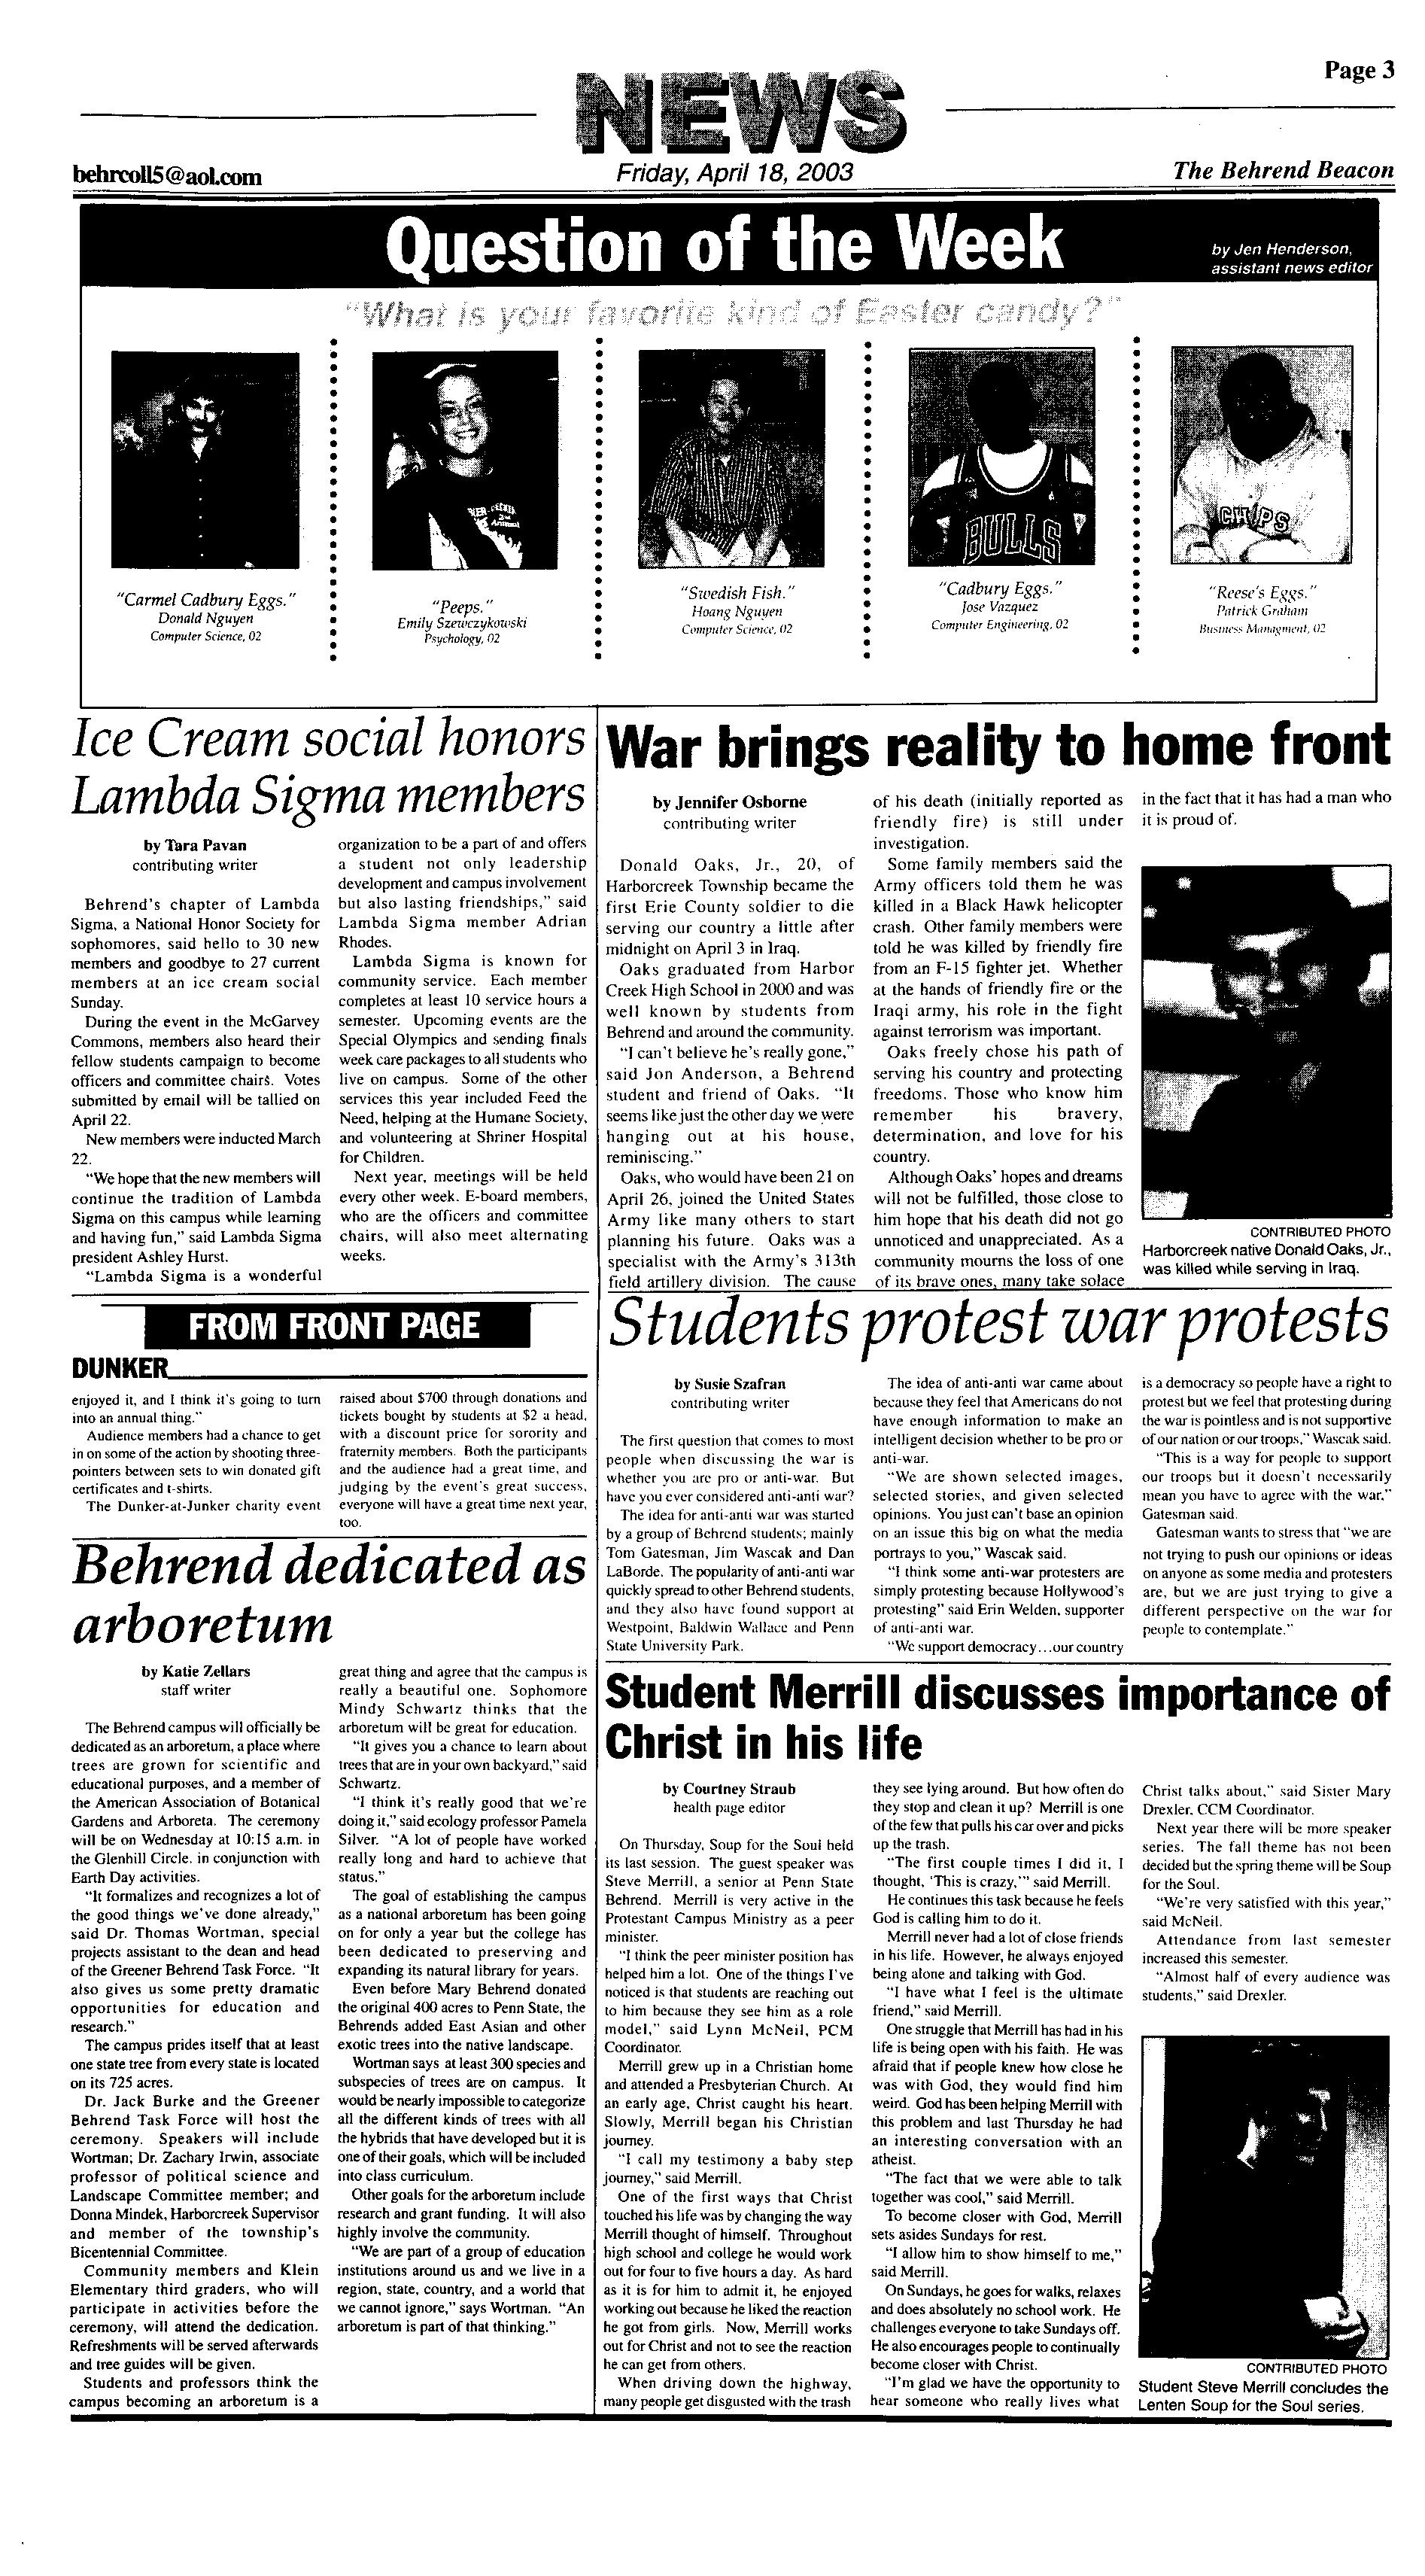 Page 3
NEWS
behrcoll5@aol.com
Friday, April 18, 2003
The Behrend Beacon
Question of the Week
by Jen Henderson,
assistant news editor
"What is your favorite kind of Easter candy?"
BULLS
CHIPS
"Carmel Cadbury Eggs."
Donald Nguyen
Computer Science, 02
"Peeps."
Emily Szewczykowski
Psychology, 02
"Swedish Fish."
Hoang Nguyen
Computer Science, 02
"Cadbury Eggs."
Jose Vazquez
Computer Engineering, 02
"Reese's Eggs."
Patrick Graham
Business Managment, 02
Ice Cream social honors
Lambda Sigma members
by Tara Pavan
contributing writer
Behrend's chapter of Lambda
Sigma, a National Honor Society for
sophomores, said hello to 30 new
members and goodbye to 27 current
members at an ice cream social
Sunday.
During the event in the McGarvey
Commons, members also heard their
fellow students campaign to become
officers and committee chairs. Votes
submitted by email will be tallied on
April 22.
New members were inducted March
22.
"We hope that the new members will
continue the tradition of Lambda
Sigma on this campus while learning
and having fun," said Lambda Sigma
president Ashley Hurst.
"Lambda Sigma is a wonderful
organization to be a part of and offers
a student not only leadership
development and campus involvement
but also lasting friendships," said
Lambda Sigma member Adrian
Rhodes.
Lambda Sigma is known for
community service. Each member
completes at least 10 service hours a
semester. Upcoming events are the
Special Olympics and sending finals
week care packages to all students who
live on campus. Some of the other
services this year included Feed the
Need, helping at the Humane Society,
and volunteering at Shriner Hospital
for Children.
Next year, meetings will be held
every other week. E-board members,
who are the officers and committee
chairs, will also meet alternating
weeks.
War brings reality to home front
by Jennifer Osborne
contributing writer
Donald Oaks, Jr., 20, of
Harborcreek Township became the
first Erie County soldier to die
serving our country a little after
midnight on April 3 in Iraq.
Oaks graduated from Harbor
Creek High School in 2000 and was
well known by students from
Behrend and around the community.
"I can't believe he's really gone,"
said Jon Anderson, a Behrend
student and friend of Oaks. "It
seems like just the other day we were
hanging out at his house,
reminiscing."
Oaks, who would have been 21 on
April 26, joined the United States
Army like many others to start
planning his future. Oaks was a
specialist with the Army's 313th
field artillery division. The cause
of his death (initially reported as
friendly fire) is still under
investigation.
Some family members said the
Army officers told them he was
killed in a Black Hawk helicopter
crash. Other family members were
told he was killed by friendly fire
from an F-15 fighter jet. Whether
at the hands of friendly fire or the
Iraqi army, his role in the fight
against terrorism was important.
Oaks freely chose his path of
serving his country and protecting
freedoms. Those who know him
remember his bravery,
determination, and love for his
country.
Although Oaks' hopes and dreams
will not be fulfilled, those close to
him hope that his death did not go
unnoticed and unappreciated. As a
community mourns the loss of one
of its brave ones, many take solace
in the fact that it has had a man who
it is proud of.
CONTRIBUTED PHOTO
Harborcreek native Donald Oaks, Jr.,
was killed while serving in Iraq.
FROM FRONT PAGE
DUNKER
enjoyed it, and I think it's going to turn
into an annual thing."
Audience members had a chance to get
in on some of the action by shooting three-
pointers between sets to win donated gift
certificates and t-shirts.
The Dunker-at-Junker charity event
raised about $700 through donations and
tickets bought by students at $2 a head,
with a discount price for sorority and
fraternity members. Both the participants
and the audience had a great time, and
judging by the event's great success,
everyone will have a great time next year,
too.
Students protest war protests
by Susie Szafran
contributing writer
The first question that comes to most
people when discussing the war is
whether you are pro or anti-war. But
have you ever considered anti-anti war?
The idea for anti-anti war was started
by a group of Behrend students; mainly
Tom Gatesman, Jim Wascak and Dan
LaBorde. The popularity of anti-anti war
quickly spread to other Behrend students,
and they also have found support at
Westpoint, Baldwin Wallace and Penn
State University Park.
The idea of anti-anti war came about
because they feel that Americans do not
have enough information to make an
intelligent decision whether to be pro or
anti-war.
"We are shown selected images,
selected stories, and given selected
opinions. You just can't base an opinion
on an issue this big on what the media
portrays to you," Wascak said.
"I think some anti-war protesters are
simply protesting because Hollywood's
protesting" said Erin Welden, supporter
of anti-anti war.
"We support democracy...our country
is a democracy so people have a right to
protest but we feel that protesting during
the war is pointless and is not supportive
of our nation or our troops," Wascak said.
"This is a way for people to support
our troops but it doesn't necessarily
mean you have to agree with the war,"
Gatesman said.
Gatesman wants to stress that "we are
not trying to push our opinions or ideas
on anyone as some media and protesters
are, but we are just trying to give a
different perspective on the war for
people to contemplate."
Behrend dedicated as
arboretum
by Katie Zellars
staff writer
The Behrend campus will officially be
dedicated as an arboretum, a place where
trees are grown for scientific and
educational purposes, and a member of
the American Association of Botanical
Gardens and Arboreta. The ceremony
will be on Wednesday at 10:15 a.m. in
the Glenhill Circle, in conjunction with
Earth Day activities.
"It formalizes and recognizes a lot of
the good things we've done already,"
said Dr. Thomas Wortman, special
projects assistant to the dean and head
of the Greener Behrend Task Force. "It
also gives us some pretty dramatic
opportunities for education and
research."
The campus prides itself that at least
one state tree from every state is located
on its 725 acres.
Dr. Jack Burke and the Greener
Behrend Task Force will host the
ceremony. Speakers will include
Wortman; Dr. Zachary Irwin, associate
professor of political science and
Landscape Committee member; and
Donna Mindek, Harborcreek Supervisor
and member of the township's
Bicentennial Committee.
Community members and Klein
Elementary third graders, who will
participate in activities before the
ceremony, will attend the dedication.
Refreshments will be served afterwards
and tree guides will be given.
Students and professors think the
campus becoming an arboretum is a
great thing and agree that the campus is
really a beautiful one. Sophomore
Mindy Schwartz thinks that the
arboretum will be great for education.
"It gives you a chance to learn about
trees that are in your own backyard," said
Schwartz.
"I think it's really good that we're
doing it," said ecology professor Pamela
Silver. "A lot of people have worked
really long and hard to achieve that
status."
The goal of establishing the campus
as a national arboretum has been going
on for only a year but the college has
been dedicated to preserving and
expanding its natural library for years.
Even before Mary Behrend donated
the original 400 acres to Penn State, the
Behrends added East Asian and other
exotic trees into the native landscape.
Wortman says at least 300 species and
subspecies of trees are on campus. It
would be nearly impossible to categorize
all the different kinds of trees with all
the hybrids that have developed but it is
one of their goals, which will be included
into class curriculum.
Other goals for the arboretum include
research and grant funding. It will also
highly involve the community.
"We are part of a group of education
institutions around us and we live in a
region, state, country, and a world that
we cannot ignore," says Wortman. "An
arboretum is part of that thinking."
Student Merrill discusses importance of
Christ in his life
by Courtney Straub
health page editor
On Thursday, Soup for the Soul held
its last session. The guest speaker was
Steve Merrill, a senior at Penn State
Behrend. Merrill is very active in the
Protestant Campus Ministry as a peer
minister.
"I think the peer minister position has
helped him a lot. One of the things I've
noticed is that students are reaching out
to him because they see him as a role
model," said Lynn McNeil, PCM
Coordinator.
Merrill grew up in a Christian home
and attended a Presbyterian Church. At
an early age, Christ caught his heart.
Slowly, Merrill began his Christian
journey.
"I call my testimony a baby step
journey," said Merrill.
One of the first ways that Christ
touched his life was by changing the way
Merrill thought of himself. Throughout
high school and college he would work
out for four to five hours a day. As hard
as it is for him to admit it, he enjoyed
working out because he liked the reaction
he got from girls. Now, Merrill works
out for Christ and not to see the reaction
he can get from others.
When driving down the highway,
many people get disgusted with the trash
they see lying around. But how often do
they stop and clean it up? Merrill is one
of the few that pulls his car over and picks
up the trash.
"The first couple times I did it, I
thought, 'This is crazy,'" said Merrill.
He continues this task because he feels
God is calling him to do it.
Merrill never had a lot of close friends
in his life. However, he always enjoyed
being alone and talking with God.
"I have what I feel is the ultimate
friend," said Merrill.
One struggle that Merrill has had in his
life is being open with his faith. He was
afraid that if people knew how close he
was with God, they would find him
weird. God has been helping Merrill with
this problem and last Thursday he had
an interesting conversation with an
atheist.
"The fact that we were able to talk
together was cool," said Merrill.
To become closer with God, Merrill
sets asides Sundays for rest.
"I allow him to show himself to me,"
said Merrill.
On Sundays, he goes for walks, relaxes
and does absolutely no school work. He
challenges everyone to take Sundays off.
He also encourages people to continually
become closer with Christ.
"I'm glad we have the opportunity to
hear someone who really lives what
Christ talks about," said Sister Mary
Drexler, CCM Coordinator.
Next year there will be more speaker
series. The fall theme has not been
decided but the spring theme will be Soup
for the Soul.
"We're very satisfied with this year,"
said McNeil.
Attendance from last semester
increased this semester.
"Almost half of every audience was
students," said Drexler.
CONTRIBUTED PHOTO
Student Steve Merrill concludes the
Lenten Soup for the Soul series.